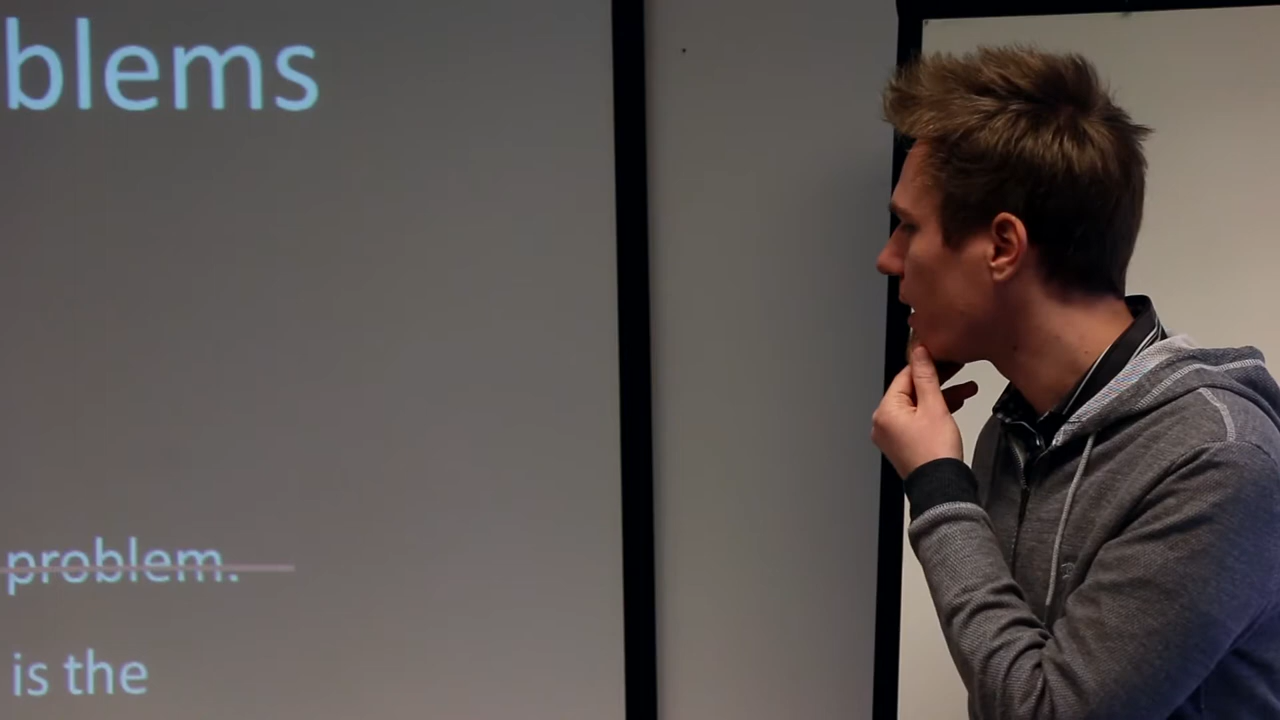 blems
problem.
is the